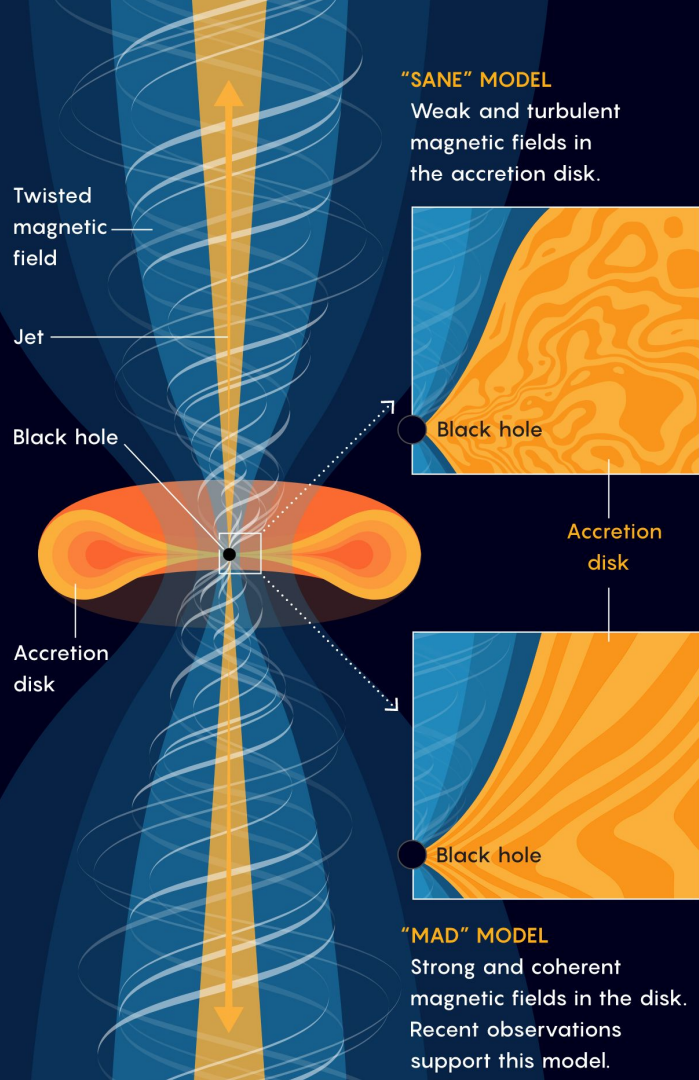 “SANE” MODEL
Weak and turbulent
magnetic fields in
the accretion disk.
Twisted
magnetic
field
Jet
Black hole
Black hole
Accretion
disk
Accretion
disk
Black hole
“MAD” MODEL
Strong and coherent
magnetic fields in the disk.
Recent observations
support this model.